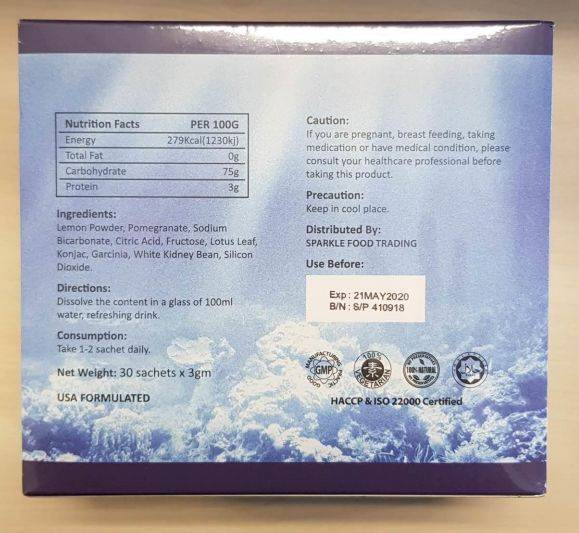 Nutrition Facts PER 100G
Energy 279Kcal(1230kj)
Total Fat 0g
Carbohydrate 75g
Protein 3g
Ingredients:
Lemon Powder, Pomegranate, Sodium
Bicarbonate, Citric Acid, Fructose, Lotus Leaf,
Konjac, Garcinia, White Kidney Bean, Silicon
Dioxide.
Directions:
Dissolve the content in a glass of 100ml
water, refreshing drink.
Consumption:
Take 1-2 sachet daily.
Net Weight: 30 sachets x 3gm
USA FORMULATED
Caution:
If you are pregnant, breast feeding, taking
medication or have medical condition, please
consult your healthcare professional before
taking this product.
Precaution:
Keep in cool place.
Distributed By:
SPARKLE FOOD TRADING
Use Before:
Exp : 21MAY2020
B/N : S/P 410918
GOOD MANUFACTURING PRACTICE
GMP
100%
素
VEGETARIAN
100% NATURAL
HACCP & ISO 22000 Certified